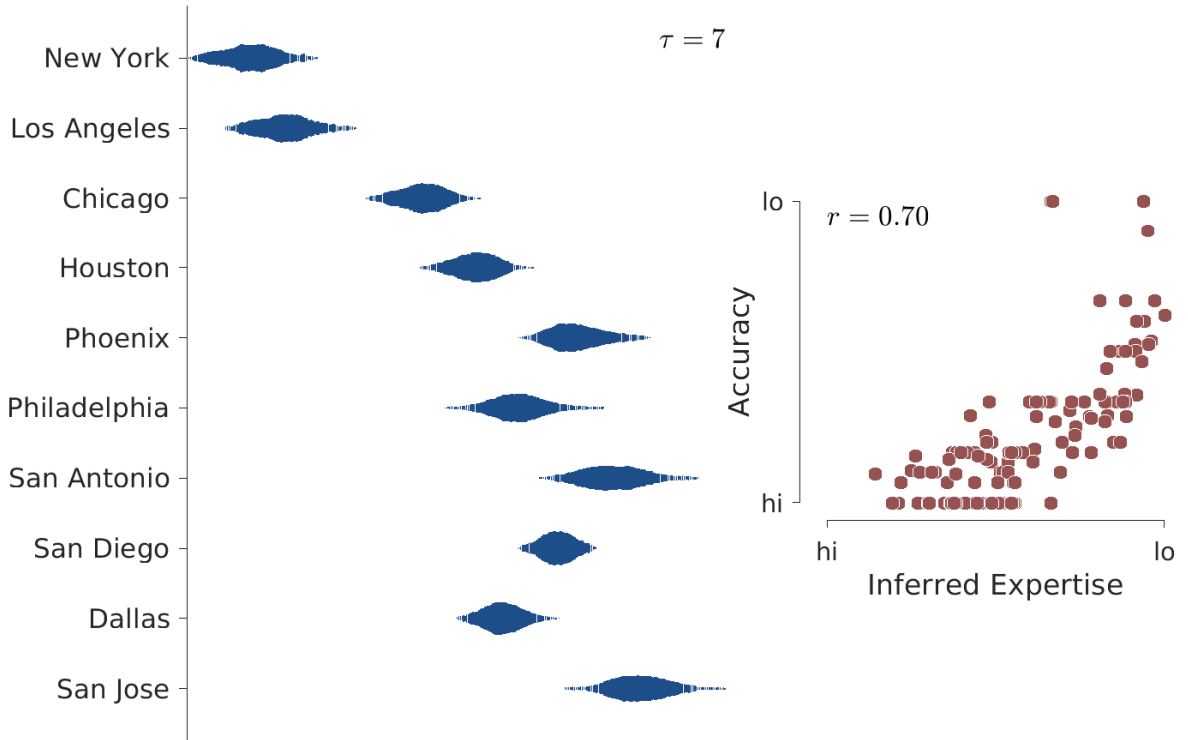 New York
Los Angeles
Chicago
Houston
Phoenix
Philadelphia
San Antonio
San Diego
Dallas
San Jose
τ = 7
r = 0.70
lo
Accuracy
hi
hi
lo
Inferred Expertise